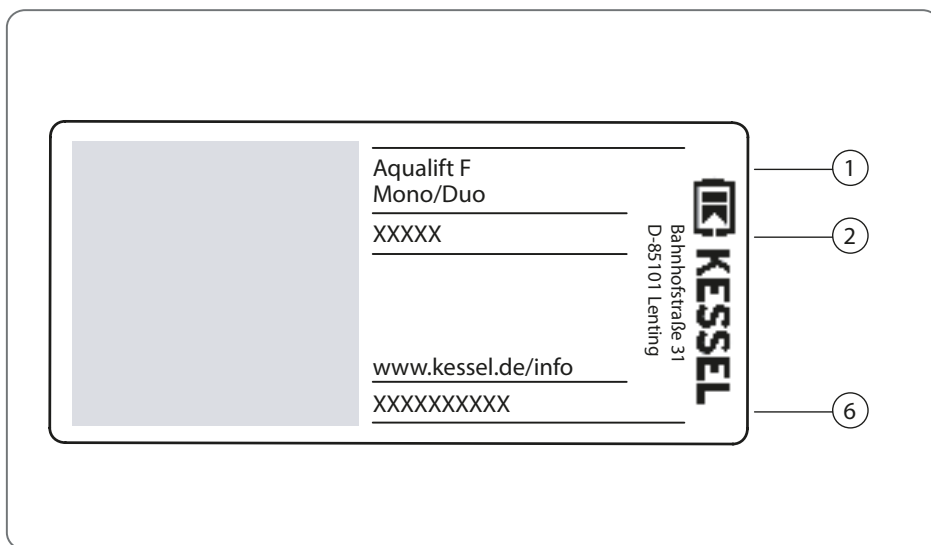 Aqualift F
Mono/Duo
XXXXX
www.kessel.de/info
XXXXXXXXXX
Bahnhofstraße 31
D-85101 Lenting
KESSEL
1
2
6